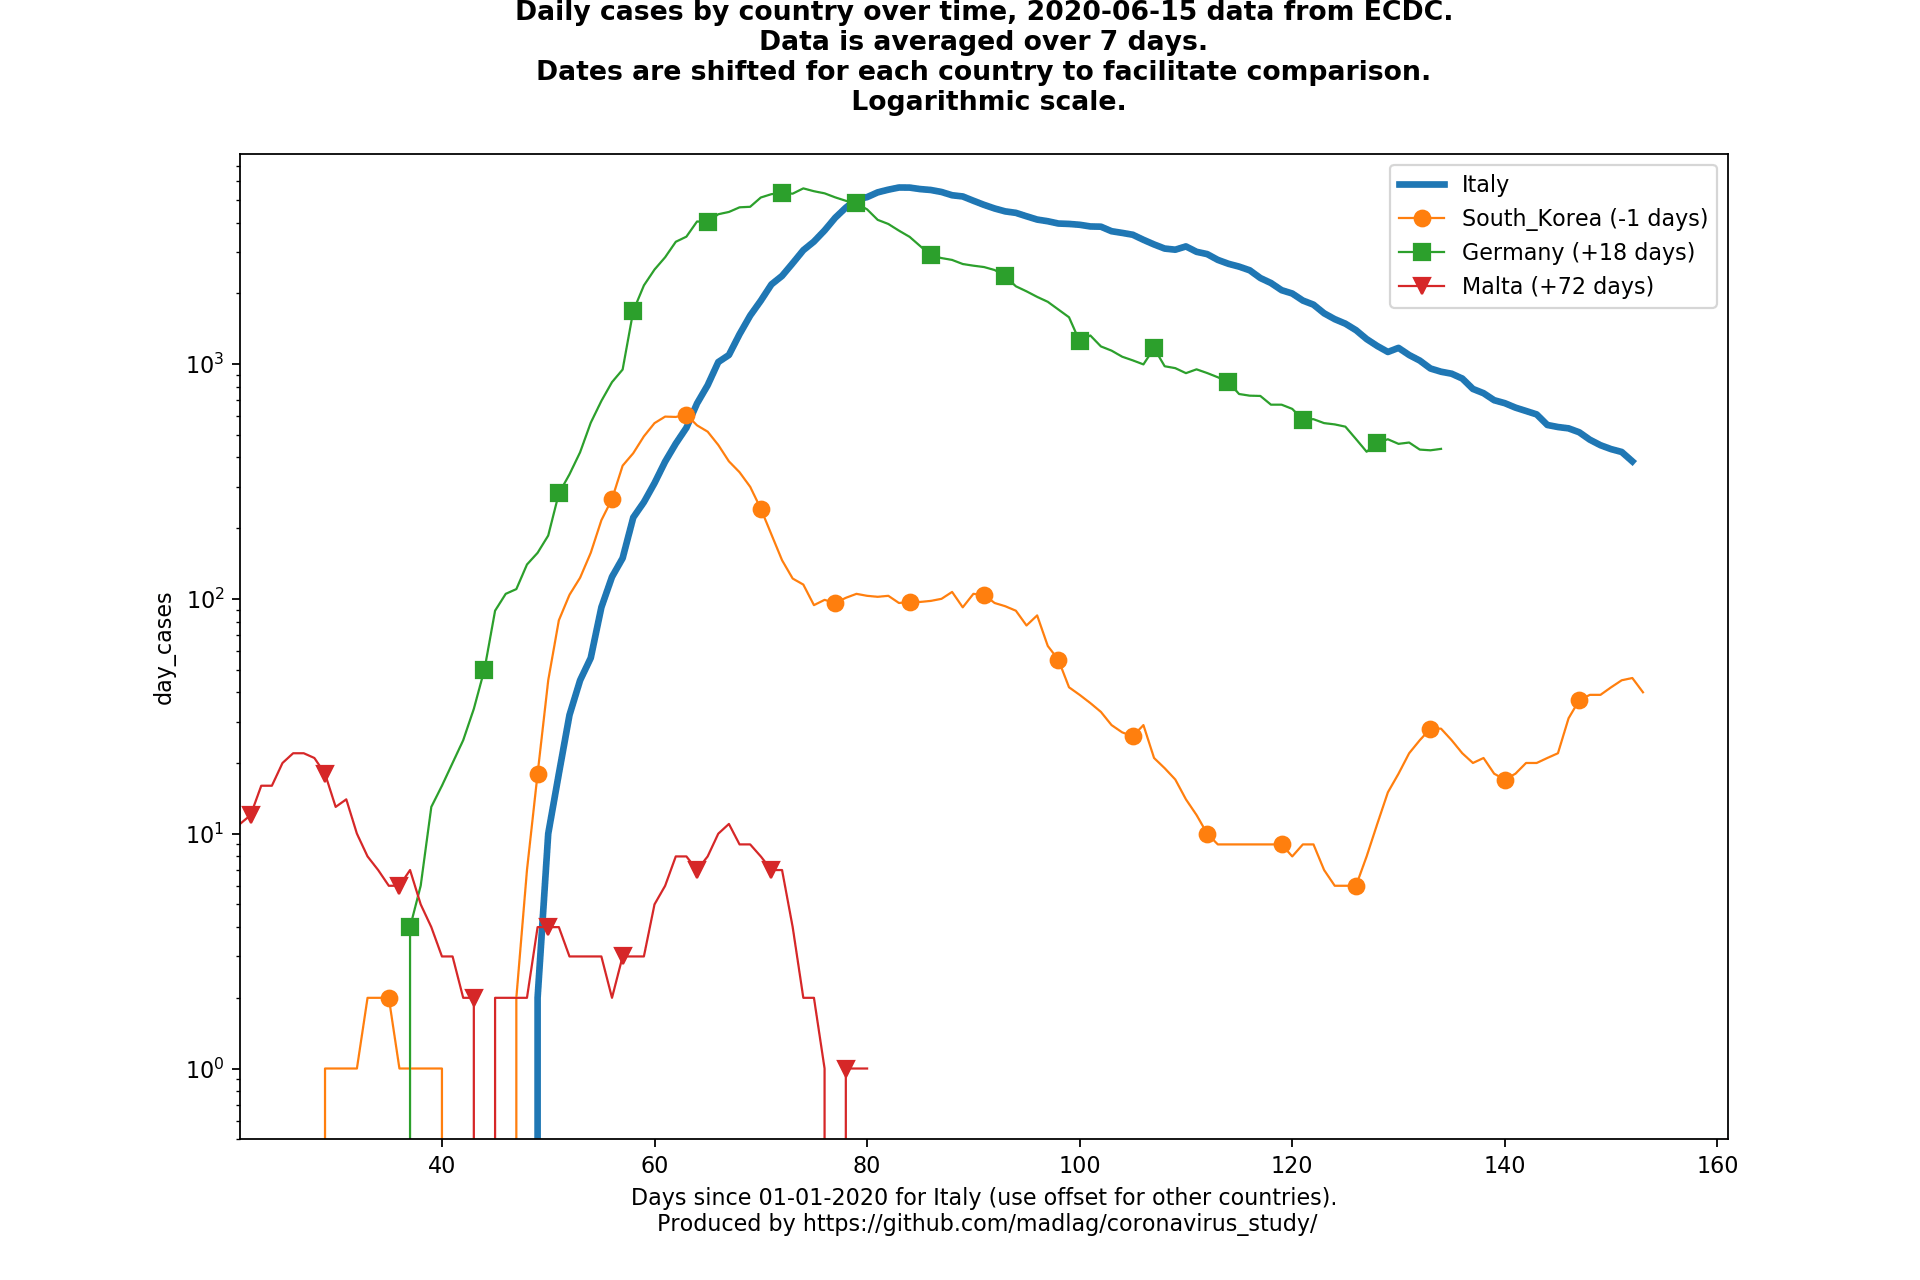 Daily cases by country over time, 2020-06-15 data from ECDC.
Data is averaged over 7 days.
Dates are shifted for each country to facilitate comparison.
Logarithmic scale.
Italy
South_Korea (-1 days)
Germany (+18 days)
Malta (+72 days)
day_cases
10³
10²
10¹
10⁰
40 60 80 100 120 140 160
Days since 01-01-2020 for Italy (use offset for other countries).
Produced by https://github.com/madlag/coronavirus_study/